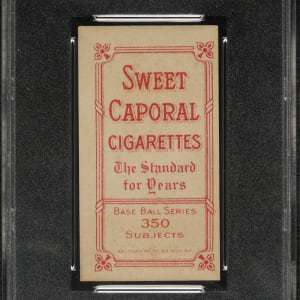 SWEET
CAPORAL
CIGARETTES
The Standard
for Years
BASE BALL SERIES
350
SUBJECTS